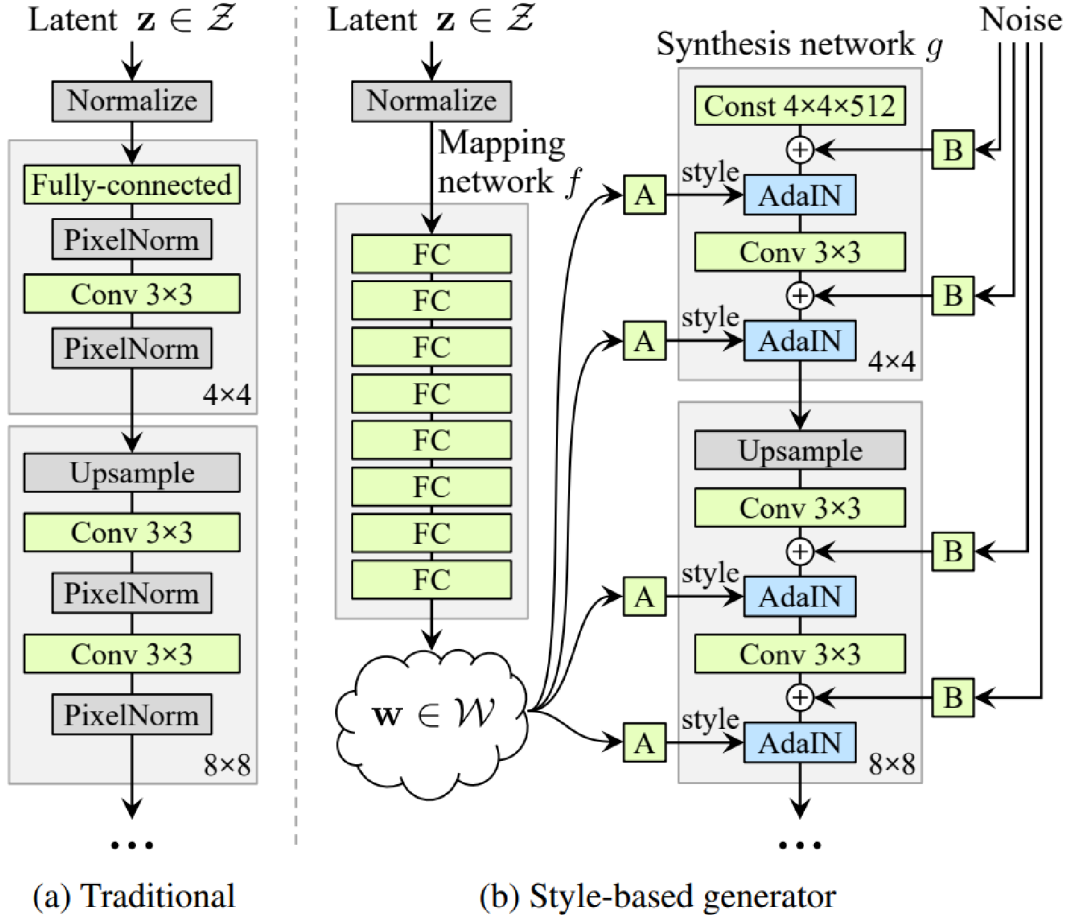 Latent z ∈ 𝒵
Normalize
Fully-connected
PixelNorm
Conv 3×3
PixelNorm
4×4
Upsample
Conv 3×3
PixelNorm
Conv 3×3
PixelNorm
8×8
...
(a) Traditional
Latent z ∈ 𝒵
Normalize
Mapping
network f
FC
FC
FC
FC
FC
FC
FC
FC
w ∈ 𝒲
A
style
A
style
A
style
A
style
Synthesis network g
Const 4×4×512
+
AdaIN
Conv 3×3
+
AdaIN
4×4
Upsample
Conv 3×3
+
AdaIN
Conv 3×3
+
AdaIN
8×8
...
Noise
B
B
B
B
(b) Style-based generator